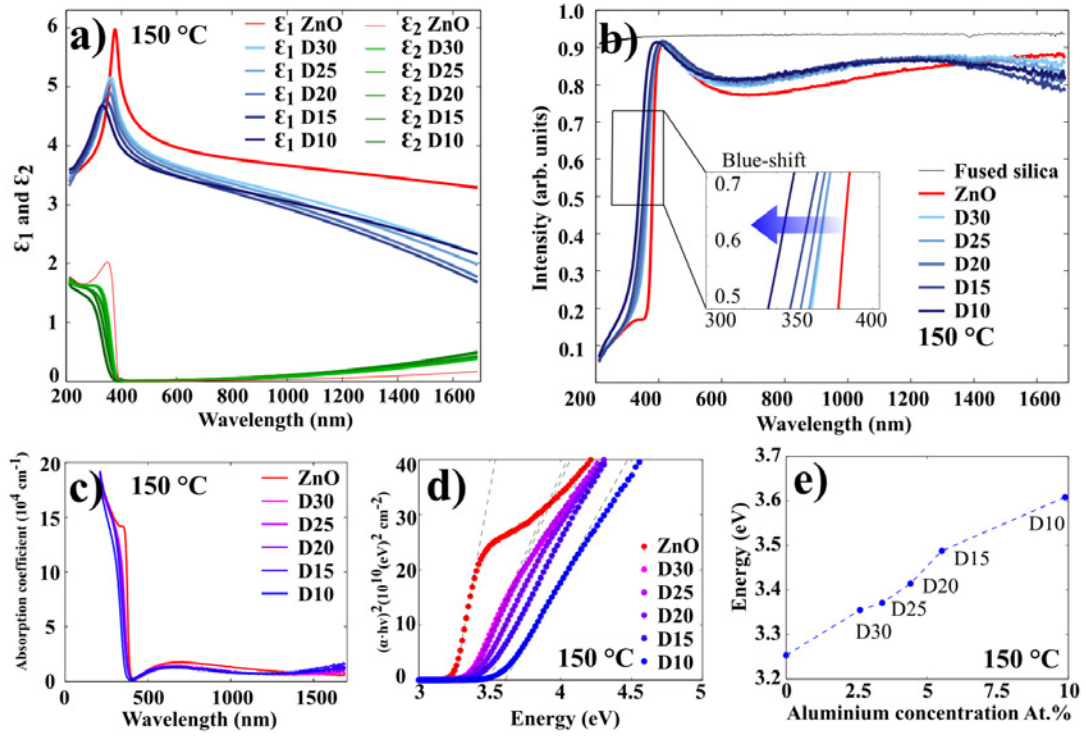 a)
150 °C
ε1 ZnO
ε1 D30
ε1 D25
ε1 D20
ε1 D15
ε1 D10
ε2 ZnO
ε2 D30
ε2 D25
ε2 D20
ε2 D15
ε2 D10
6
5
4
3
2
1
0
ε1 and ε2
200 400 600 800 1000 1200 1400 1600
Wavelength (nm)
b)
1.0
0.9
0.8
0.7
0.6
0.5
0.4
0.3
0.2
0.1
Intensity (arb. units)
Blue-shift
0.7
0.6
0.5
300 350 400
Fused silica
ZnO
D30
D25
D20
D15
D10
150 °C
200 400 600 800 1000 1200 1400 1600
Wavelength (nm)
c)
150 °C
ZnO
D30
D25
D20
D15
D10
20
15
10
5
0
Absorption coefficient (10⁴ cm⁻¹)
0 500 1000 1500
Wavelength (nm)
d)
40
30
20
10
0
(α·hν)²(10¹⁰(eV)² cm⁻²)
ZnO
D30
D25
D20
D15
D10
150 °C
3 3.5 4 4.5 5
Energy (eV)
e)
3.7
3.6
3.5
3.4
3.3
3.2
Energy (eV)
D10
D15
D20
D25
D30
150 °C
0 2.5 5 7.5 10
Aluminium concentration At.%